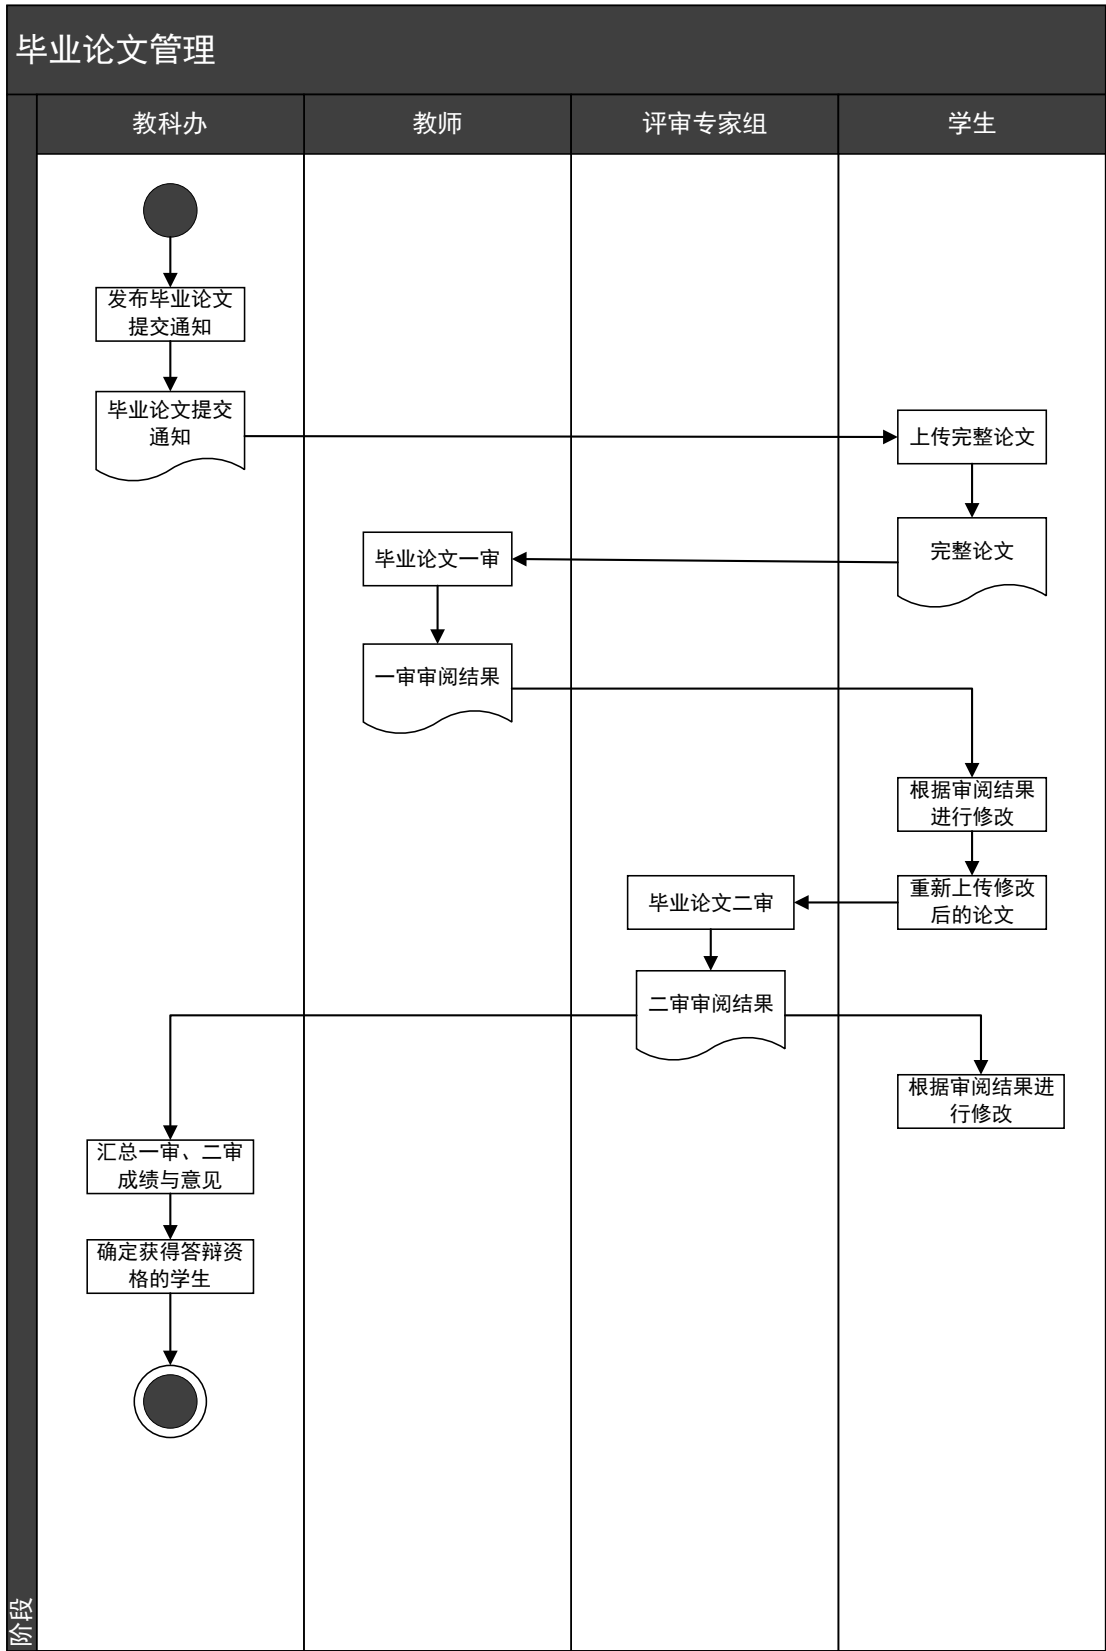 毕业论文管理
教科办
教师
评审专家组
学生
发布毕业论文
提交通知
毕业论文提交
通知
上传完整论文
完整论文
毕业论文一审
一审审阅结果
根据审阅结果
进行修改
重新上传修改
后的论文
毕业论文二审
二审审阅结果
根据审阅结果进
行修改
汇总一审、二审
成绩与意见
确定获得答辩资
格的学生
阶段